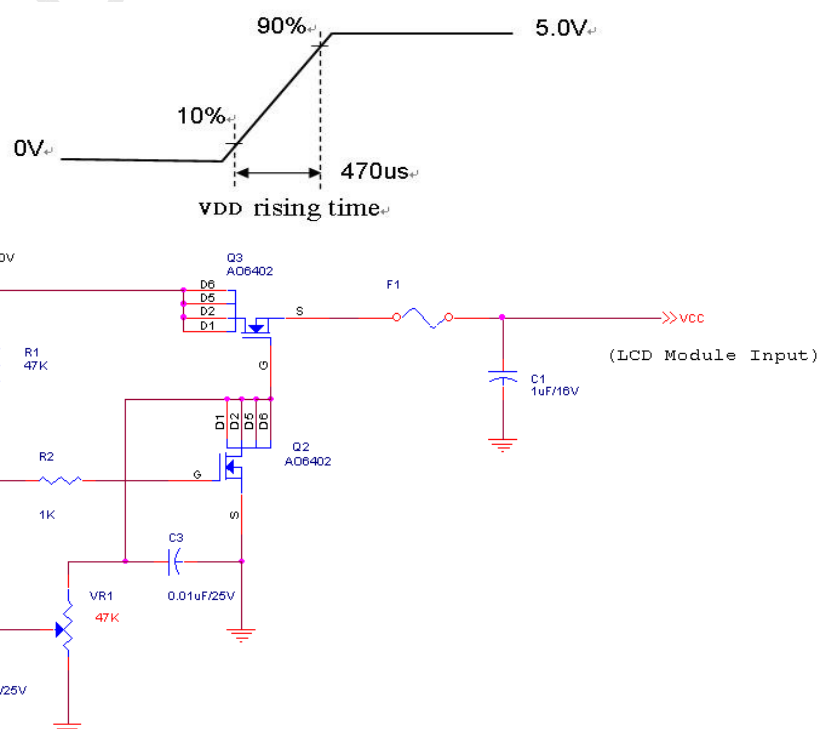 90%
5.0V
10%
0V
470us
VDD rising time
0V
Q3
AO6402
F1
D6
D5
D2
D1
S
VCC
G
(LCD Module Input)
R1
47K
C1
1uF/16V
D1
D2
D5
D6
Q2
AO6402
R2
G
1K
S
C3
0.01uF/25V
VR1
47K
/25V